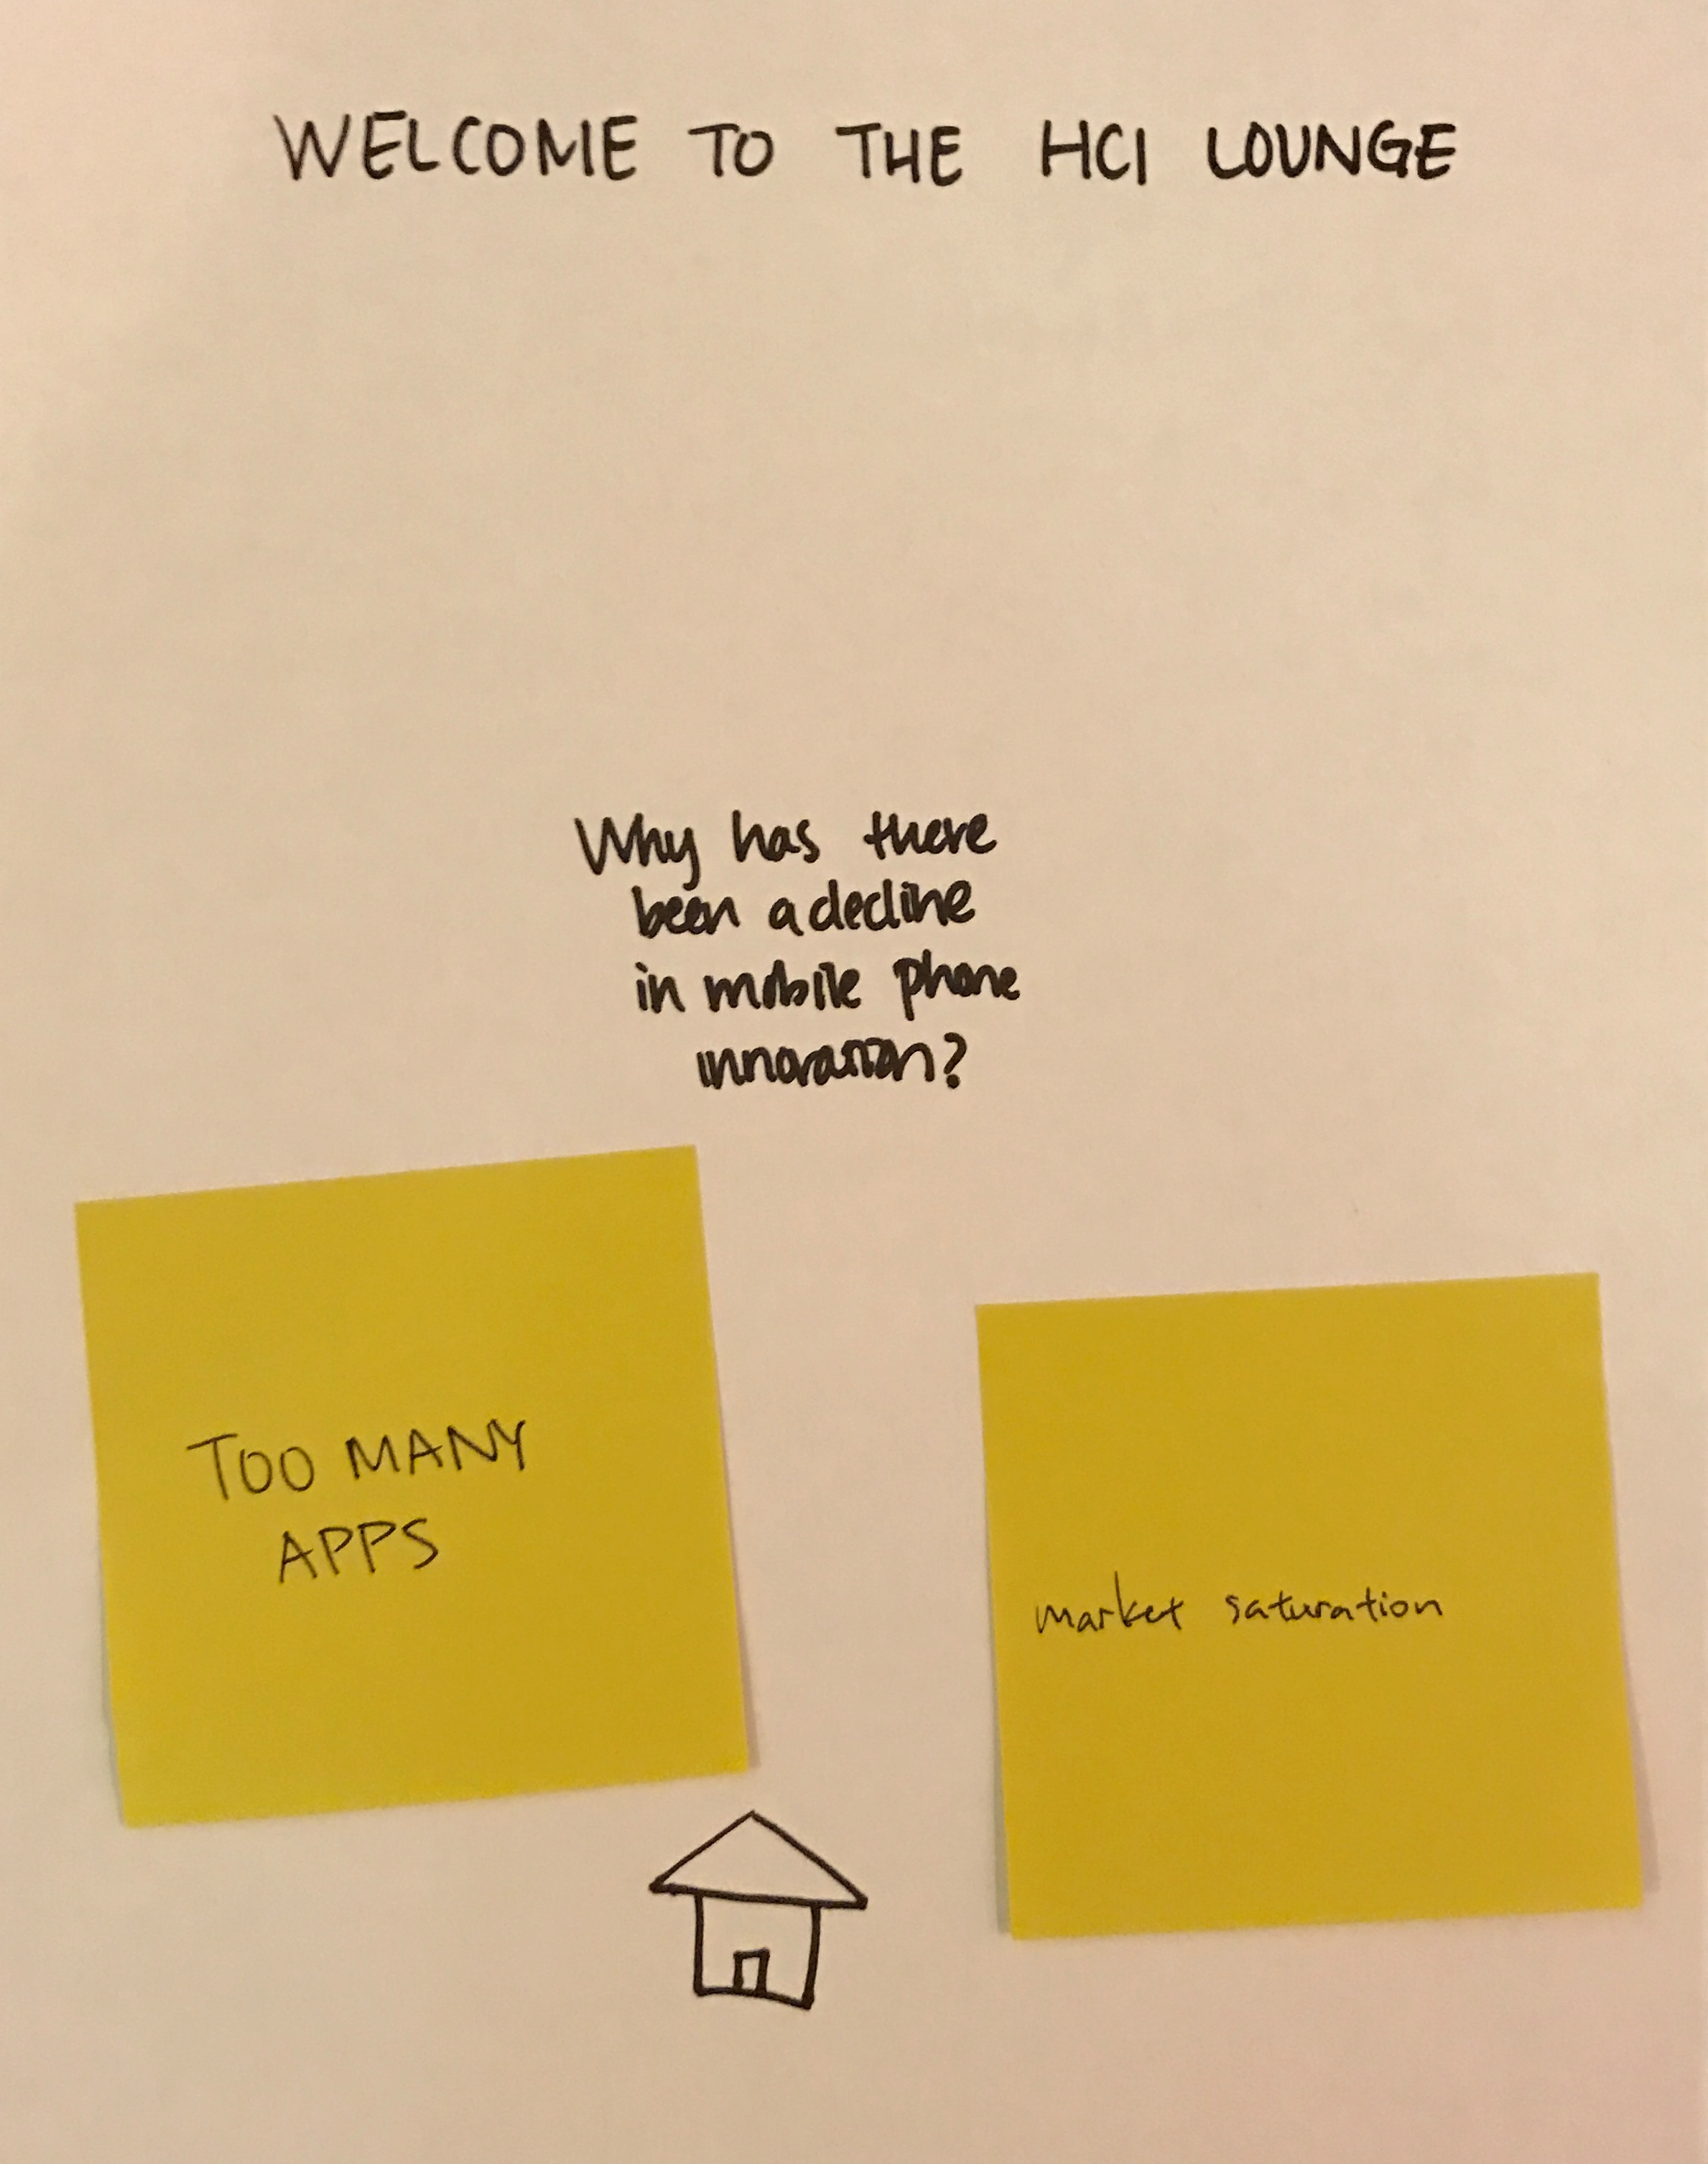 WELCOME TO THE HCI LOUNGE
Why has there
been a decline
in mobile phone
innovation?
TOO MANY
APPS
market saturation